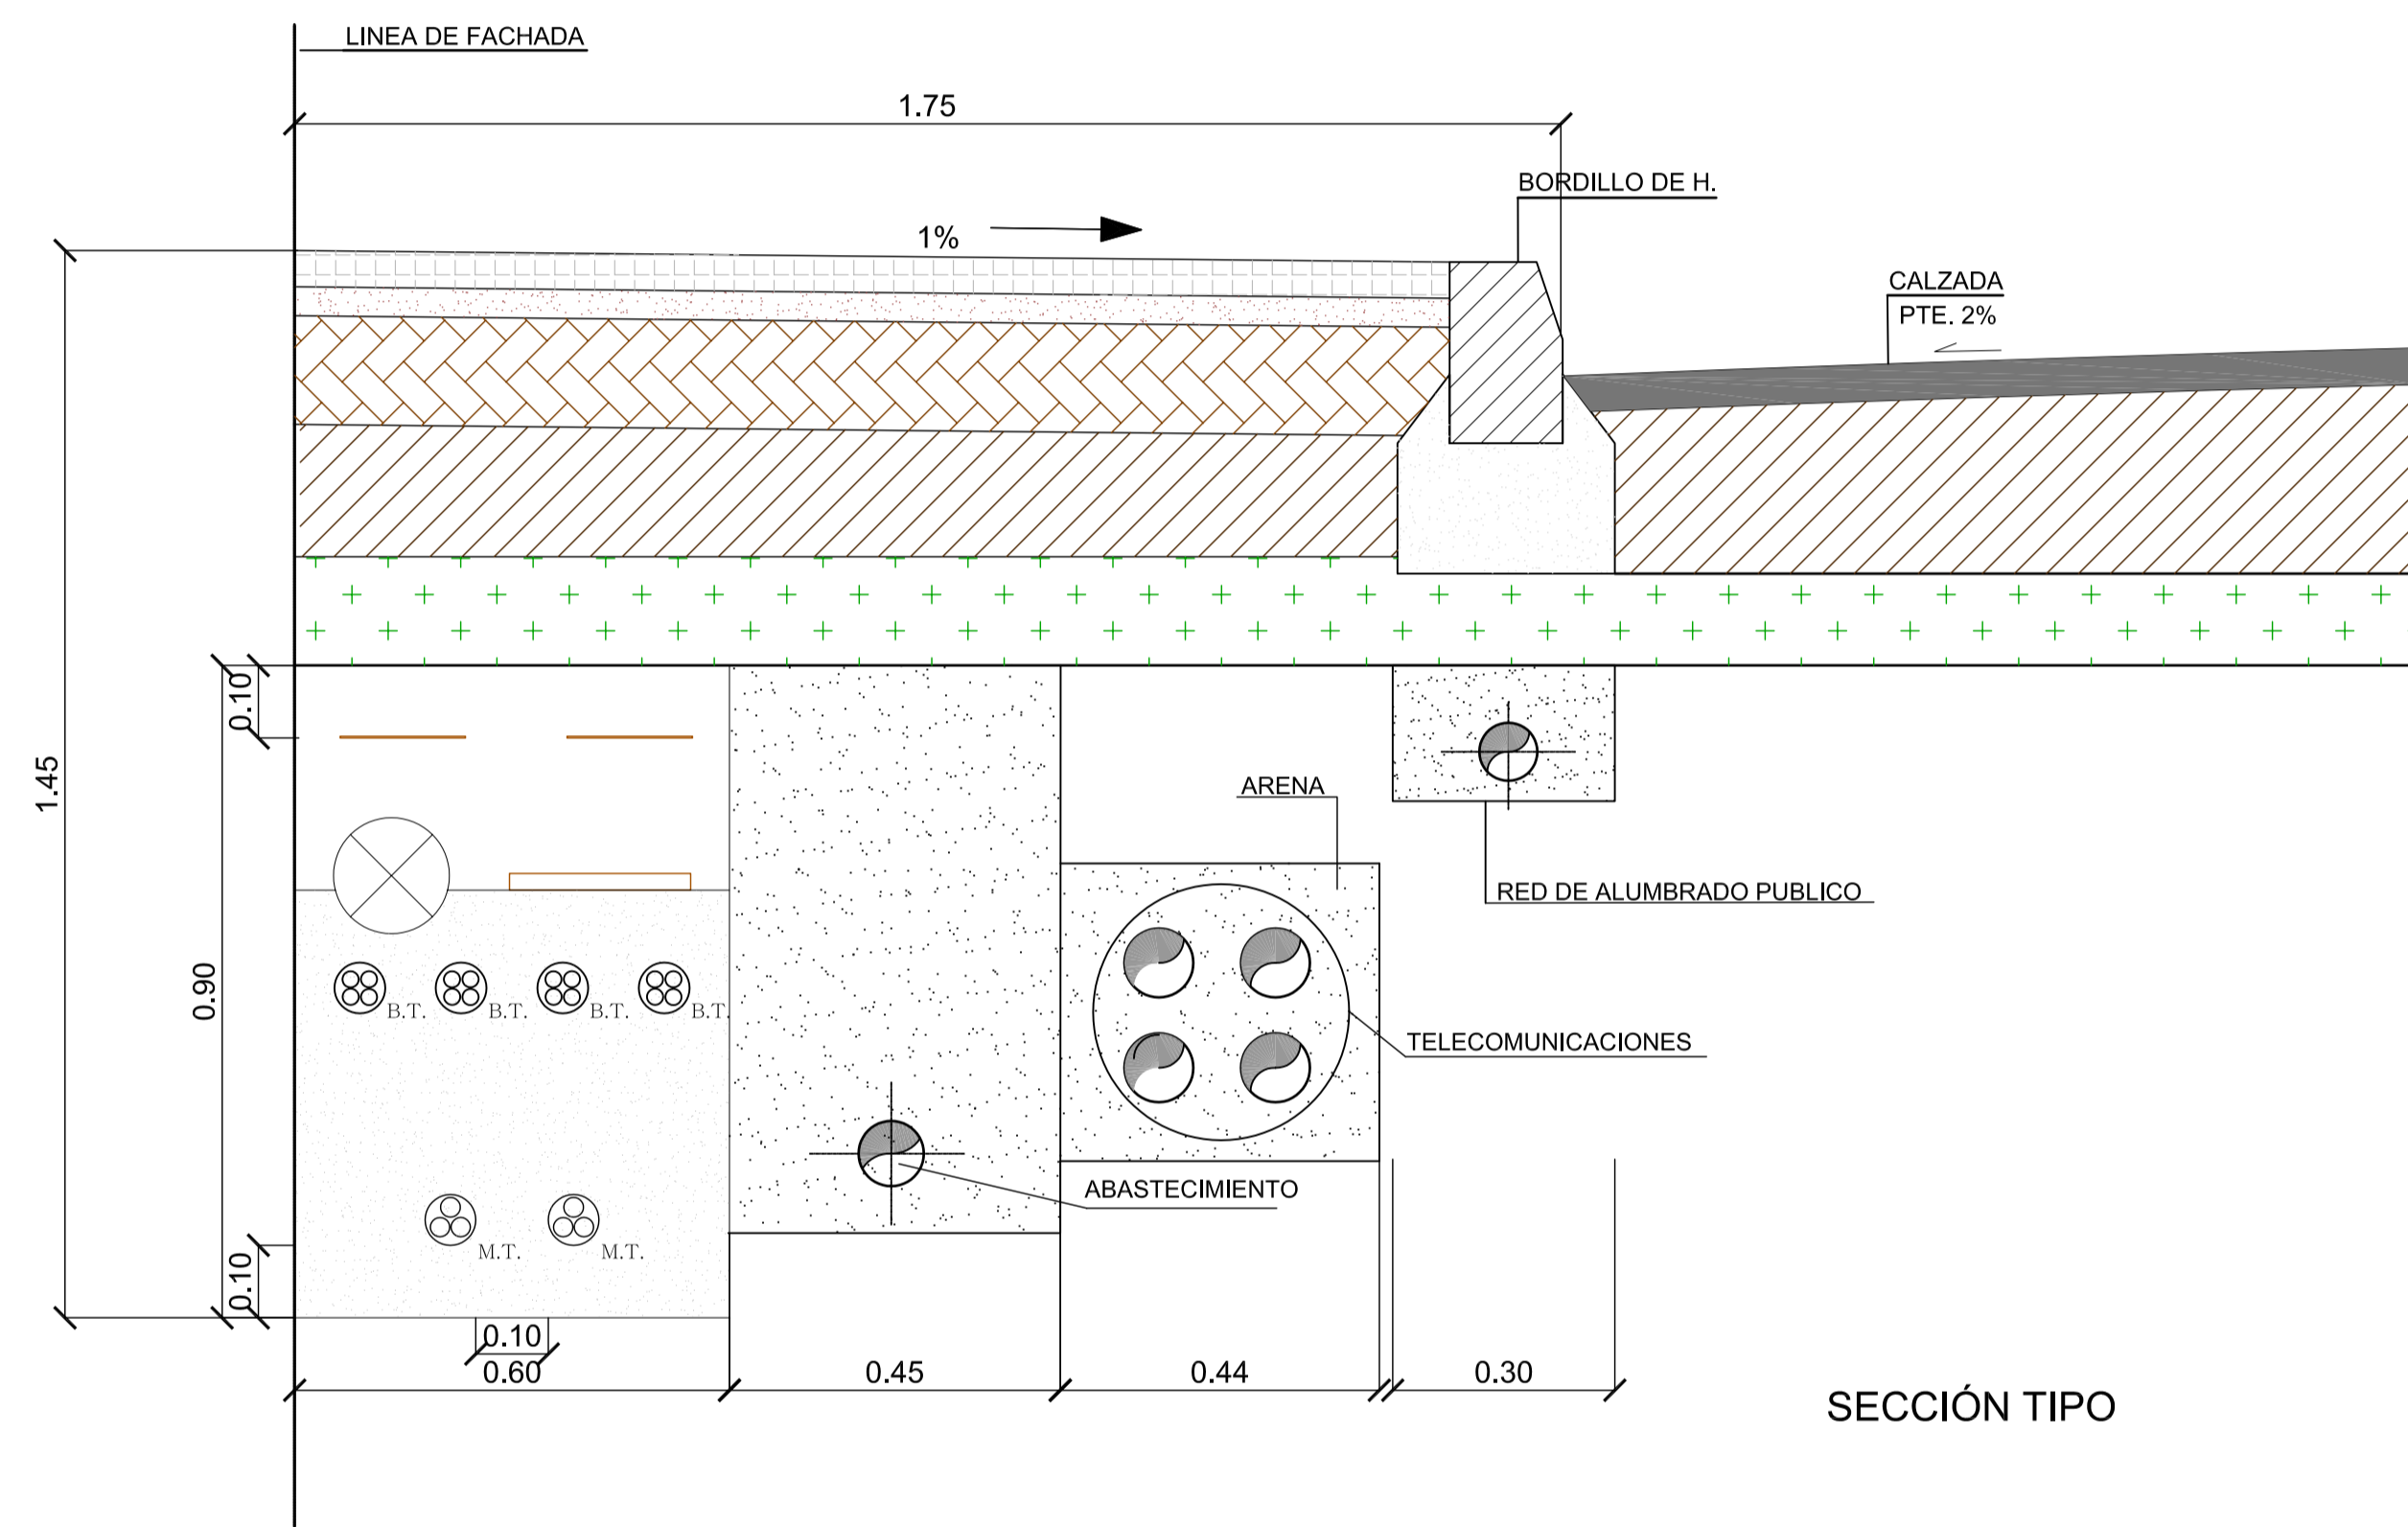 LINEA DE FACHADA
1.75
BORDILLO DE H.
1%
CALZADA
PTE. 2%
0.10
1.45
ARENA
RED DE ALUMBRADO PUBLICO
0.90
B.T.
B.T.
B.T.
B.T.
TELECOMUNICACIONES
ABASTECIMIENTO
M.T.
M.T.
0.10
0.10
0.60
0.45
0.44
0.30
SECCIÓN TIPO